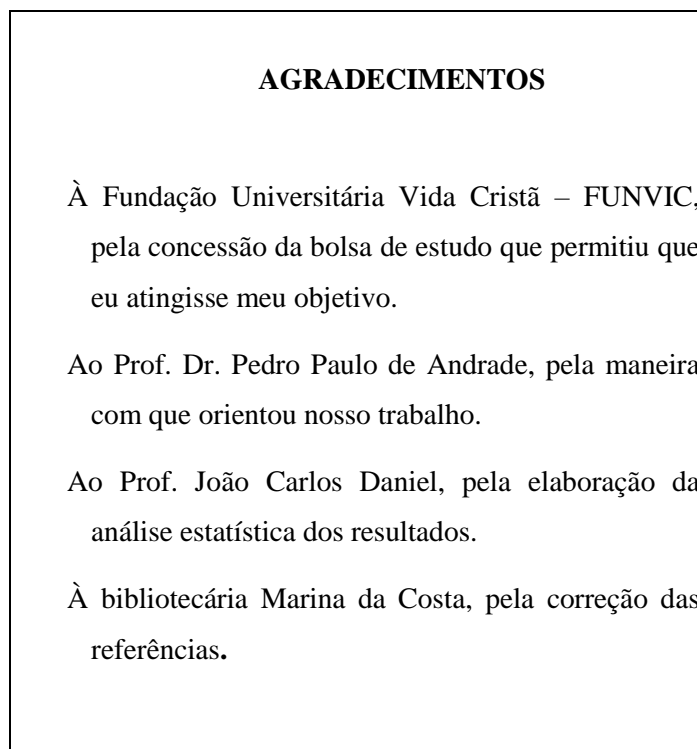 AGRADECIMENTOS
À Fundação Universitária Vida Cristã – FUNVIC,
pela concessão da bolsa de estudo que permitiu que
eu atingisse meu objetivo.
Ao Prof. Dr. Pedro Paulo de Andrade, pela maneira
com que orientou nosso trabalho.
Ao Prof. João Carlos Daniel, pela elaboração da
análise estatística dos resultados.
À bibliotecária Marina da Costa, pela correção das
referências.